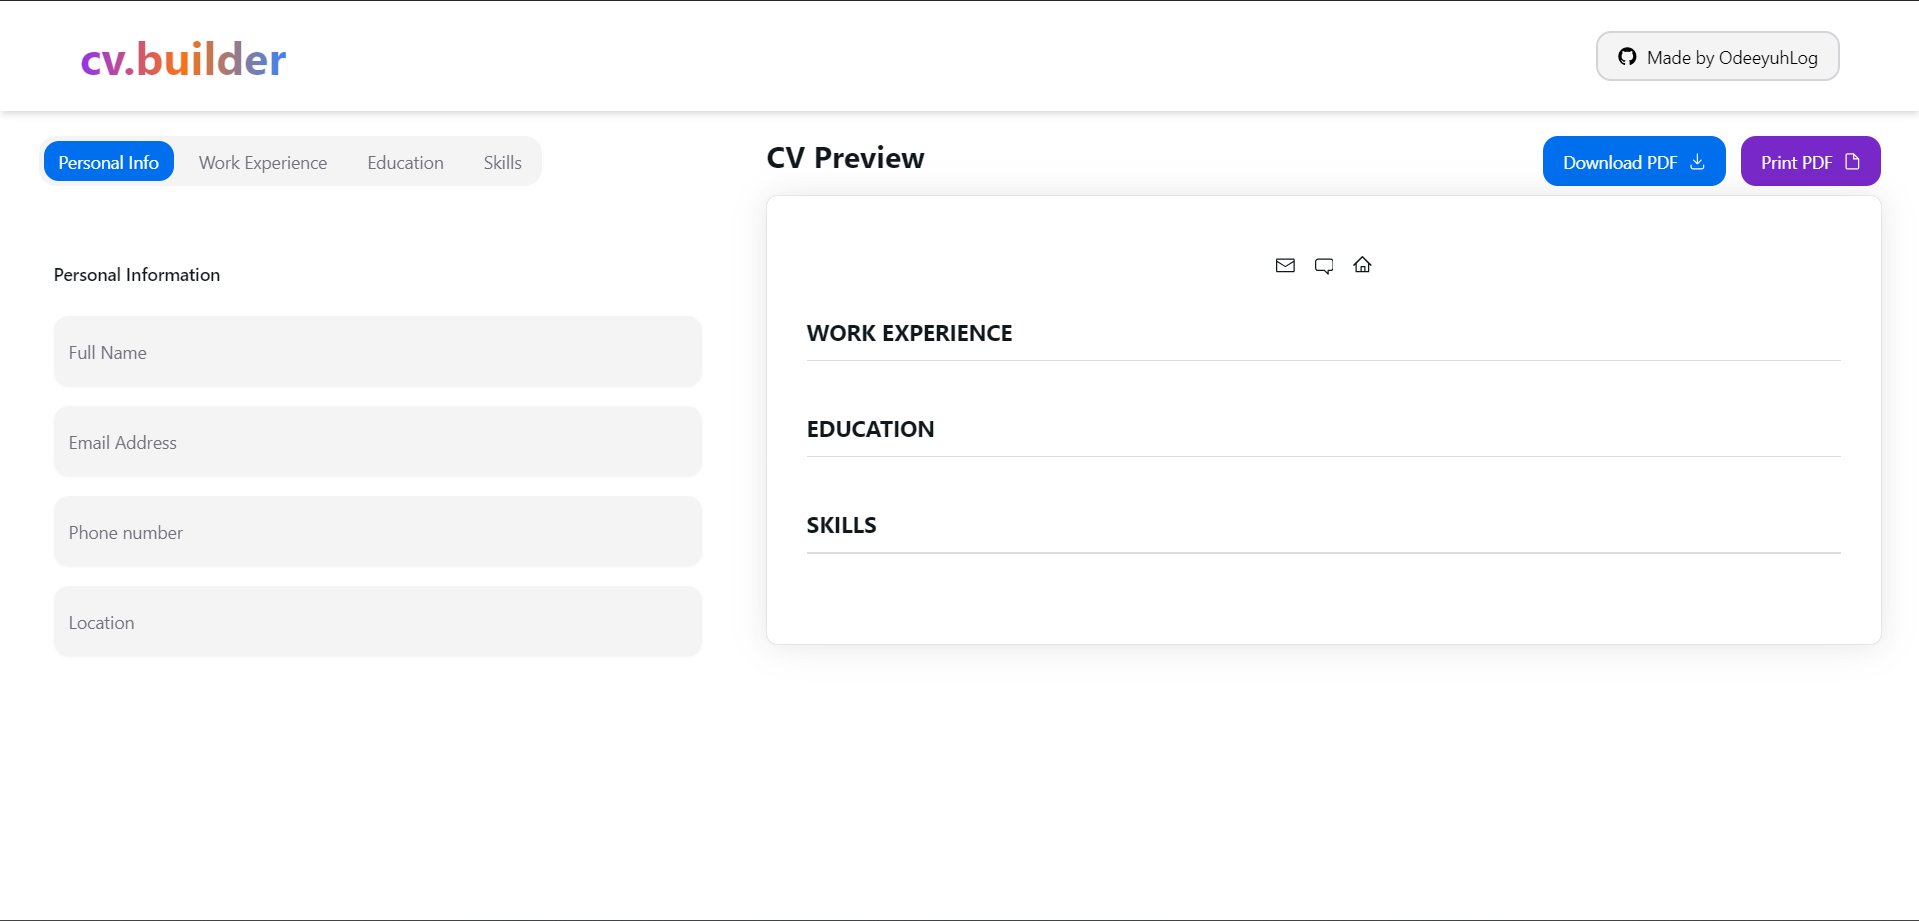 cv.builder
Made by OdeeyuhLog
Personal Info
Work Experience
Education
Skills
CV Preview
Download PDF
Print PDF
Personal Information
Full Name
Email Address
Phone number
Location
WORK EXPERIENCE
EDUCATION
SKILLS